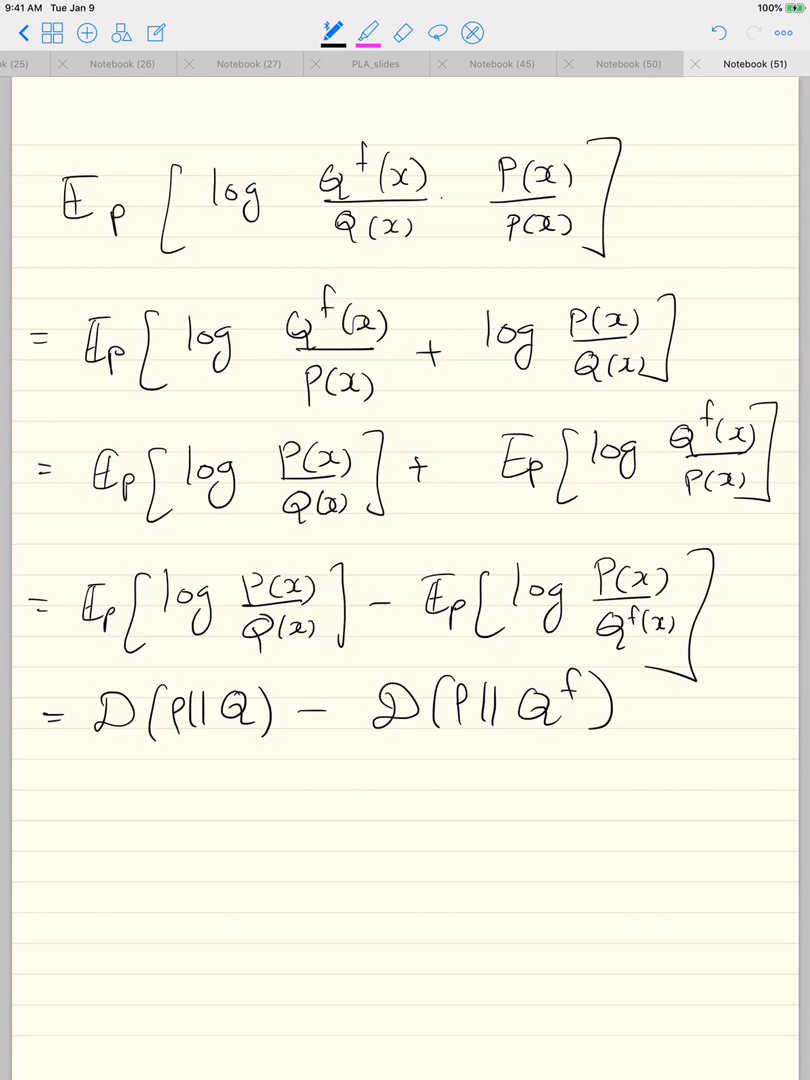 9:41 AM Tue Jan 9 100%
k (25) Notebook (26) Notebook (27) PLA_slides Notebook (45) Notebook (50) Notebook (51)
𝔼_P [ log Q^f(x)/Q(x) · P(x)/P(x) ]
= 𝔼_P [ log Q^f(x)/P(x) + log P(x)/Q(x) ]
= 𝔼_P [ log P(x)/Q(x) ] + 𝔼_P [ log Q^f(x)/P(x) ]
= 𝔼_P [ log P(x)/Q(x) ] − 𝔼_P [ log P(x)/Q^f(x) ]
= D(P||Q) − D(P||Q^f)